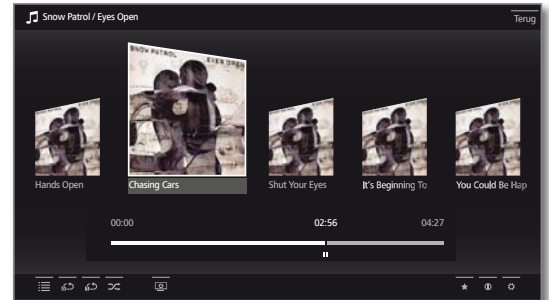 Snow Patrol / Eyes Open
Terug
SNOW PATROL EYES OPEN
Hands Open
Chasing Cars
Shut Your Eyes
It's Beginning To
You Could Be Hap
00:00
02:56
04:27